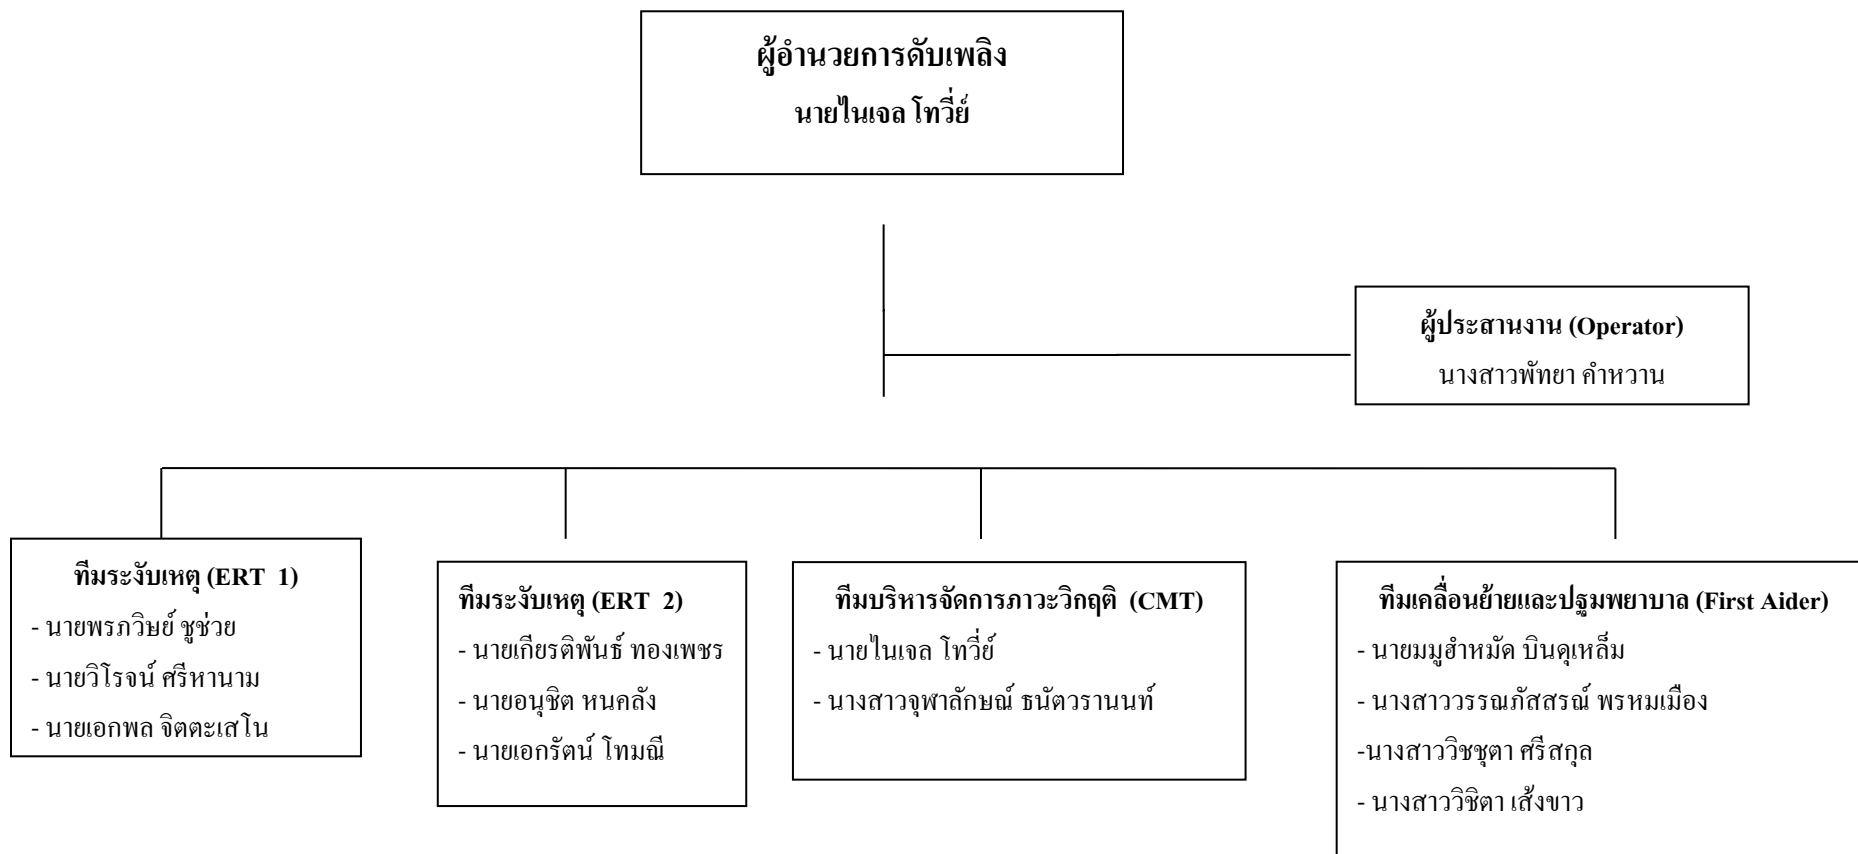 ผู้อำนวยการดับเพลิง
นายไนเจล โทวี่ย์
ผู้ประสานงาน (Operator)
นางสาวพัทยา คำหวาน
ทีมระงับเหตุ (ERT 1)
- นายพรภวิษย์ ชูช่วย
- นายวิโรจน์ ศรีหานาม
- นายเอกพล จิตตะเสโน
ทีมระงับเหตุ (ERT 2)
- นายเกียรติพันธ์ ทองเพชร
- นายอนุชิต หนคลัง
- นายเอกรัตน์ โทมณี
ทีมบริหารจัดการภาวะวิกฤติ (CMT)
- นายไนเจล โทวี่ย์
- นางสาวจุฬาลักษณ์ ธนัตวรานนท์
ทีมเคลื่อนย้ายและปฐมพยาบาล (First Aider)
- นายมมูฮำหมัด บินดุเหล็ม
- นางสาววรรณภัสสรณ์ พรหมเมือง
-นางสาววิชชุตา ศรีสกุล
- นางสาววิชิตา เส้งขาว